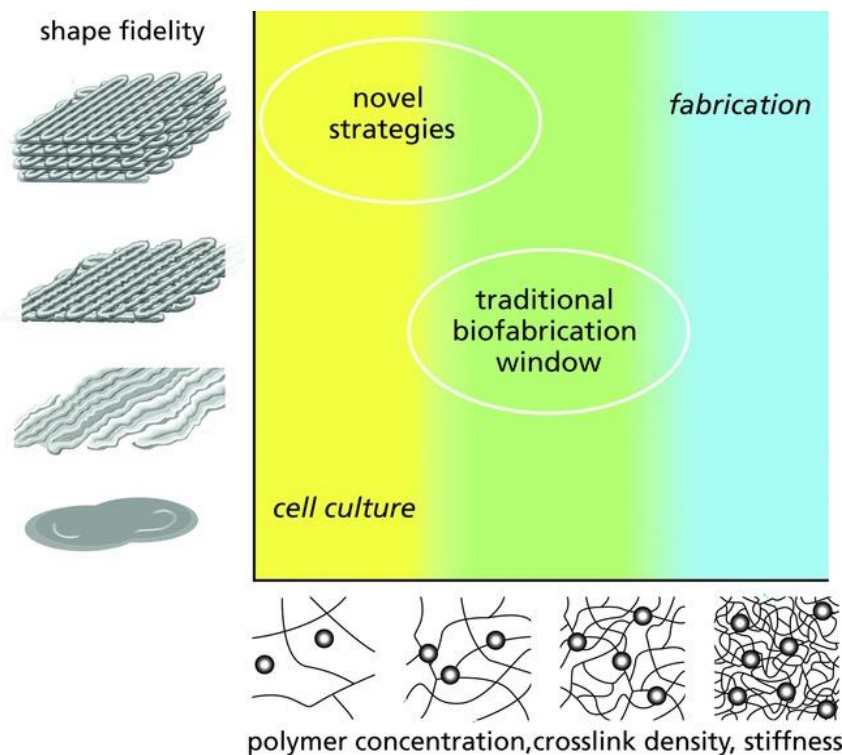 shape fidelity
novel
strategies
fabrication
traditional
biofabrication
window
cell culture
polymer concentration,crosslink density, stiffness